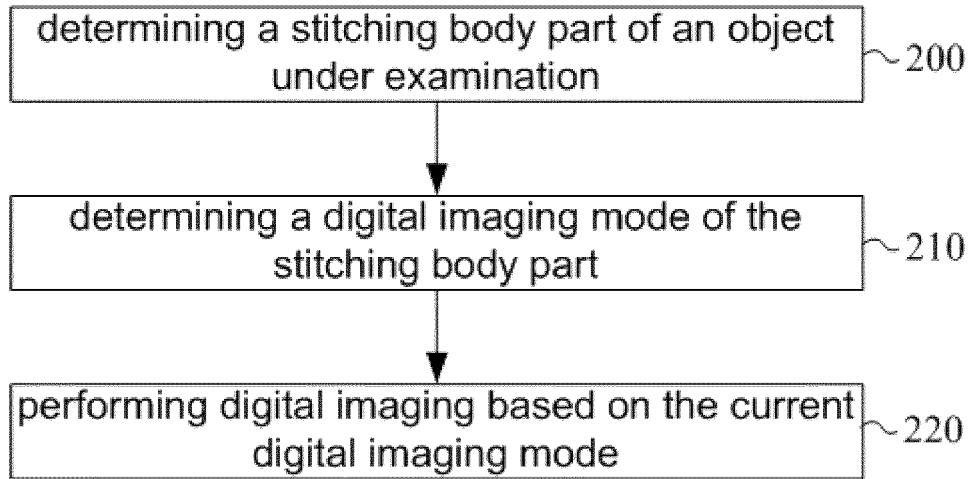 determining a stitching body part of an object
under examination
200
determining a digital imaging mode of the
stitching body part
210
performing digital imaging based on the current
digital imaging mode
220